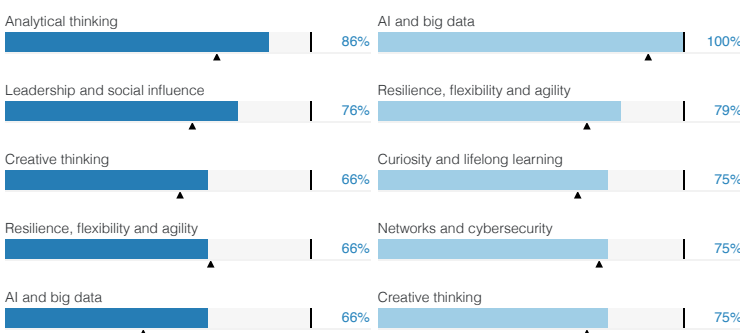 Analytical thinking
86%
Leadership and social influence
76%
Creative thinking
66%
Resilience, flexibility and agility
66%
AI and big data
66%
AI and big data
100%
Resilience, flexibility and agility
79%
Curiosity and lifelong learning
75%
Networks and cybersecurity
75%
Creative thinking
75%